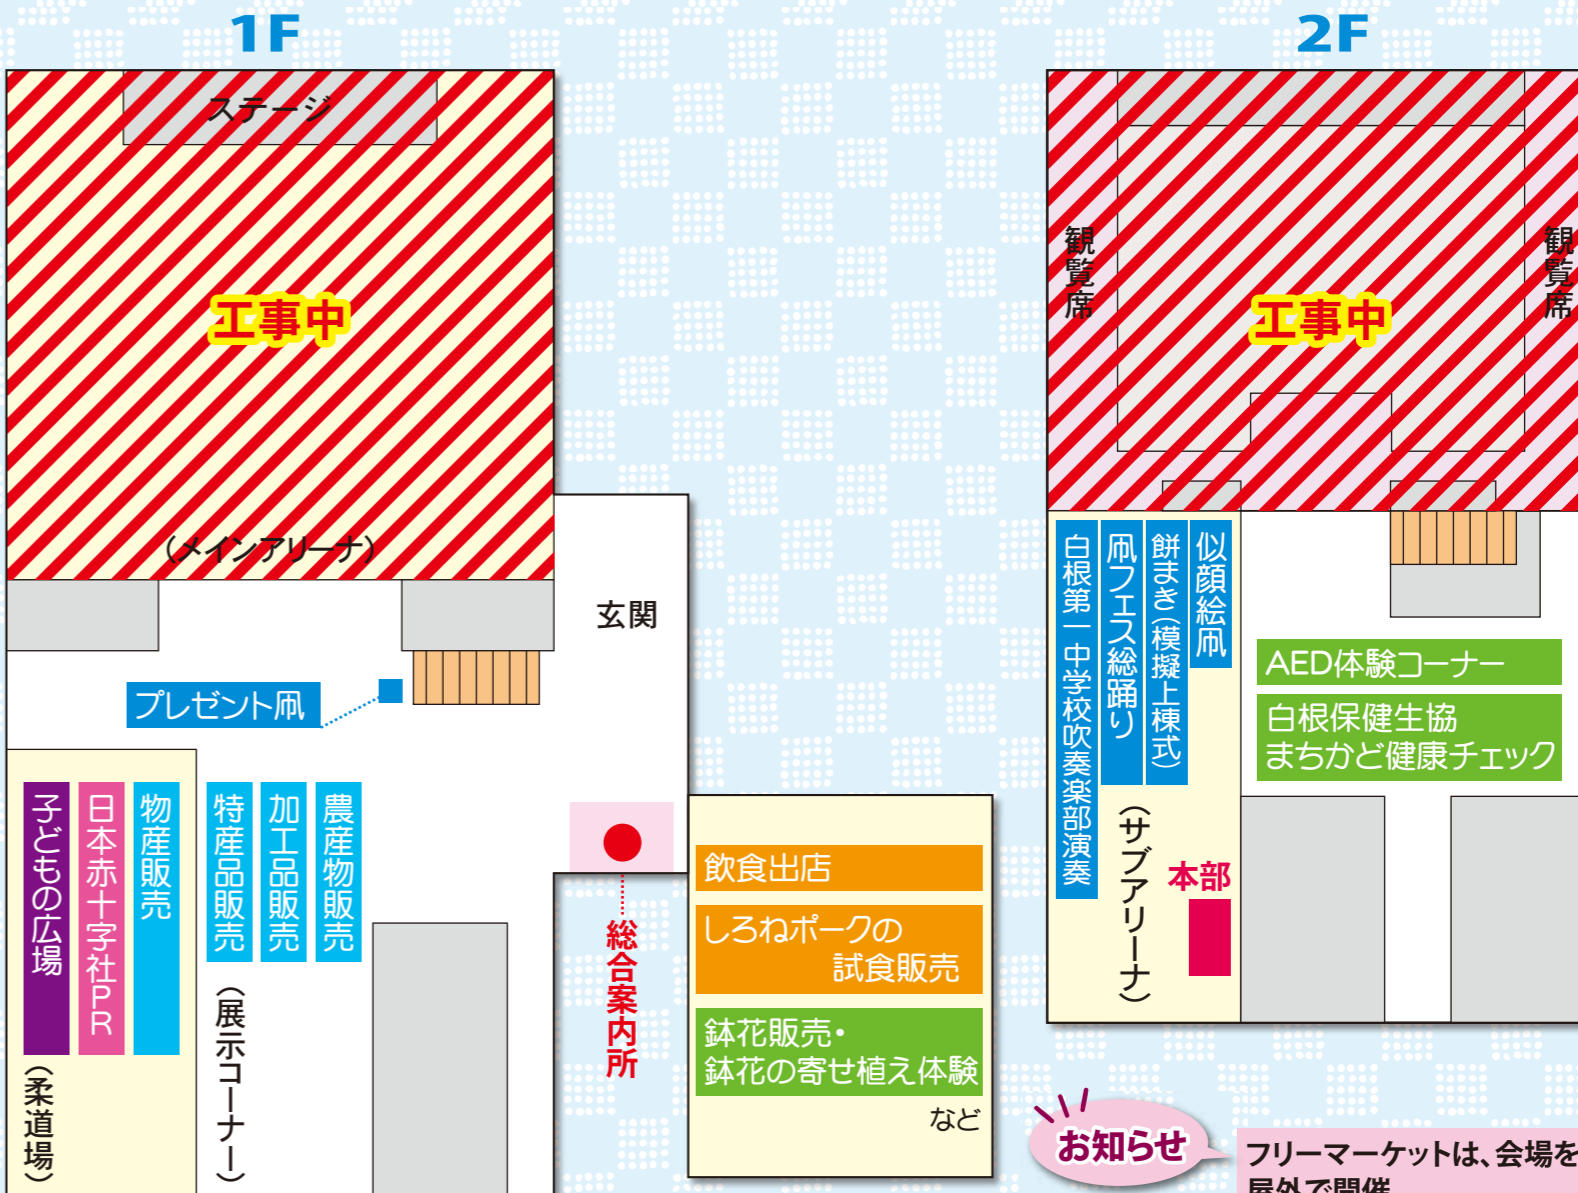 1F
ステージ
工事中
(メインアリーナ)
玄関
プレゼント凧
子どもの広場
日本赤十字社PR
物産販売
(柔道場)
特産品販売
加工品販売
農産物販売
(展示コーナー)
総合案内所
飲食出店
しろねポークの
試食販売
鉢花販売・
鉢花の寄せ植え体験
など
2F
観覧席
工事中
観覧席
白根第一中学校吹奏楽部演奏
凧フェス総踊り
餅まき(模擬上棟式)
似顔絵凧
(サブアリーナ)
本部
AED体験コーナー
白根保健生協
まちかど健康チェック
お知らせ
フリーマーケットは、会場を
屋外で開催